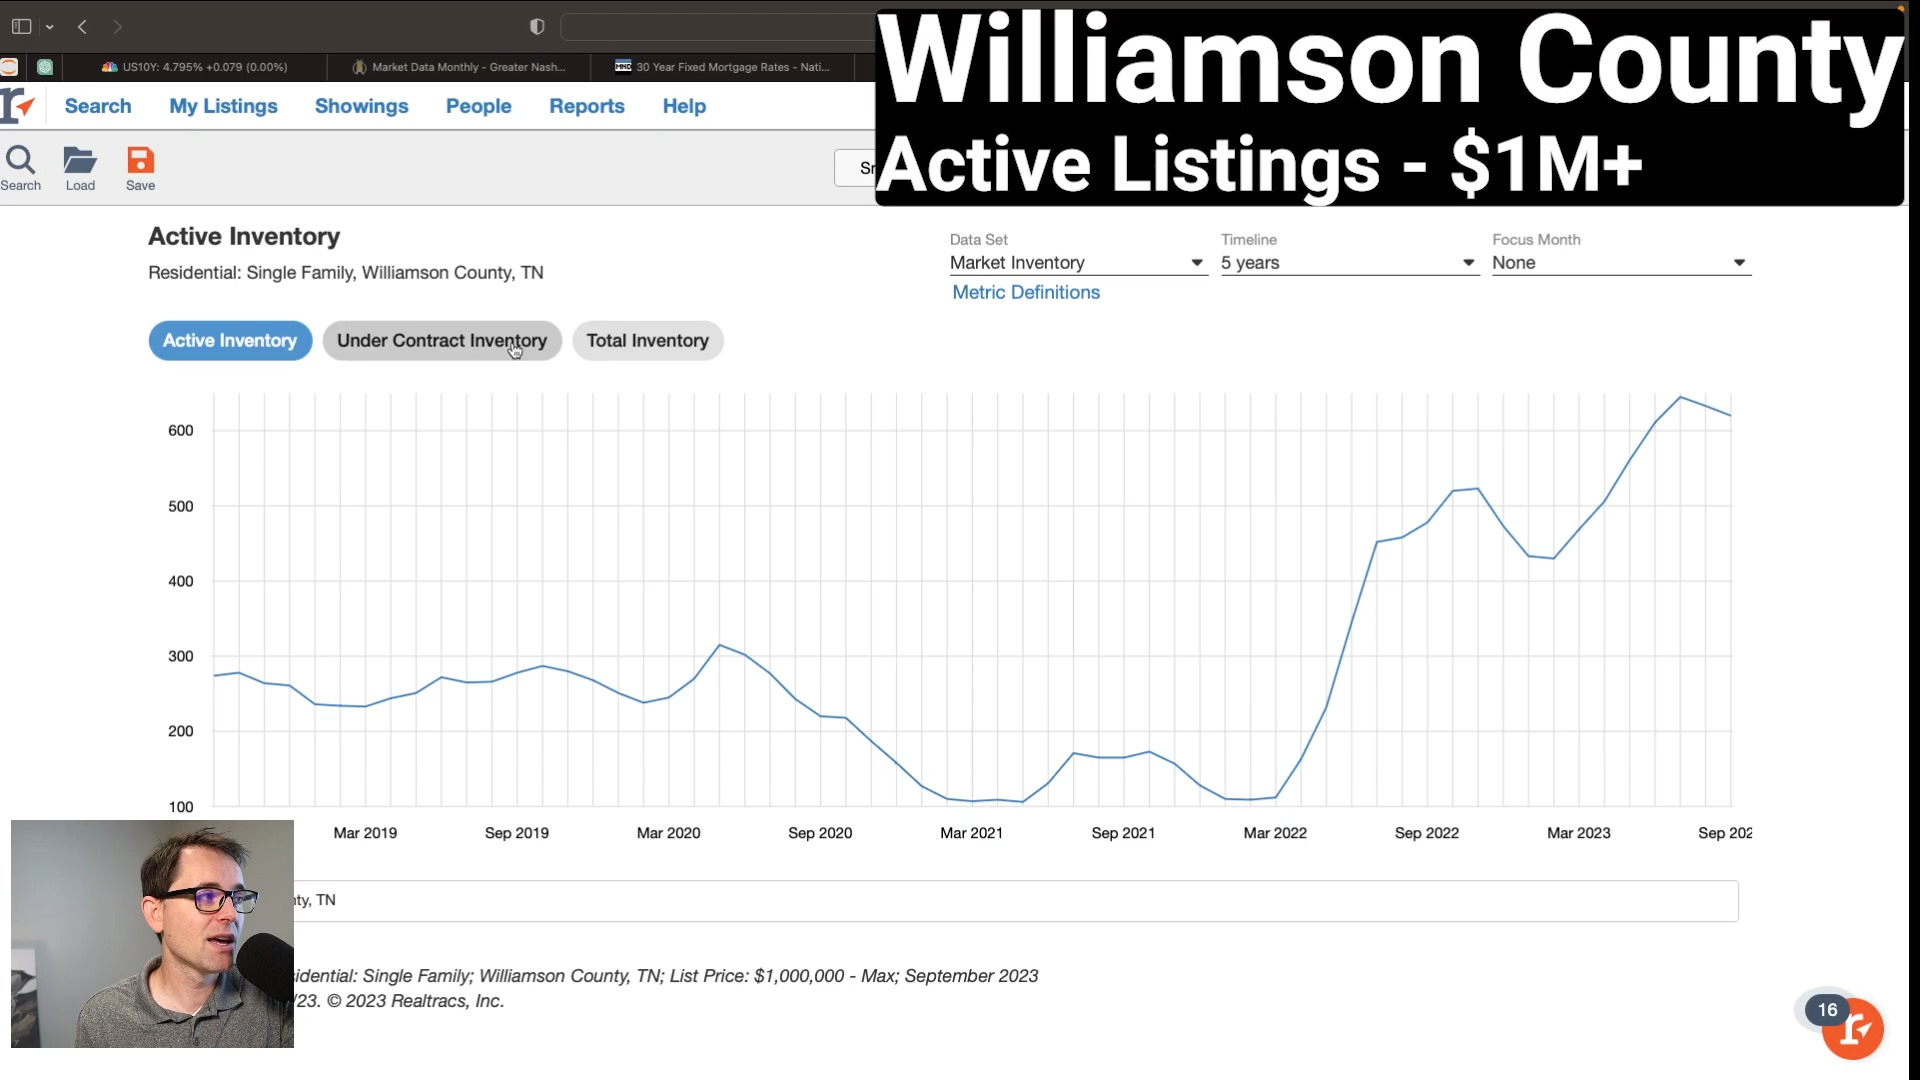 Williamson County
Active Listings - $1M+
US10Y: 4.795% +0.079 (0.00%)
Market Data Monthly - Greater Nash...
MND
30 Year Fixed Mortgage Rates - Nati...
r
Search
My Listings
Showings
People
Reports
Help
Search
Load
Save
Active Inventory
Residential: Single Family, Williamson County, TN
Data Set
Market Inventory
Metric Definitions
Timeline
5 years
Focus Month
None
Active Inventory
Under Contract Inventory
Total Inventory
600
500
400
300
200
100
Mar 2019
Sep 2019
Mar 2020
Sep 2020
Mar 2021
Sep 2021
Mar 2022
Sep 2022
Mar 2023
Sep 202
nty, TN
idential: Single Family; Williamson County, TN; List Price: $1,000,000 - Max; September 2023
/23. © 2023 Realtracs, Inc.
16
r